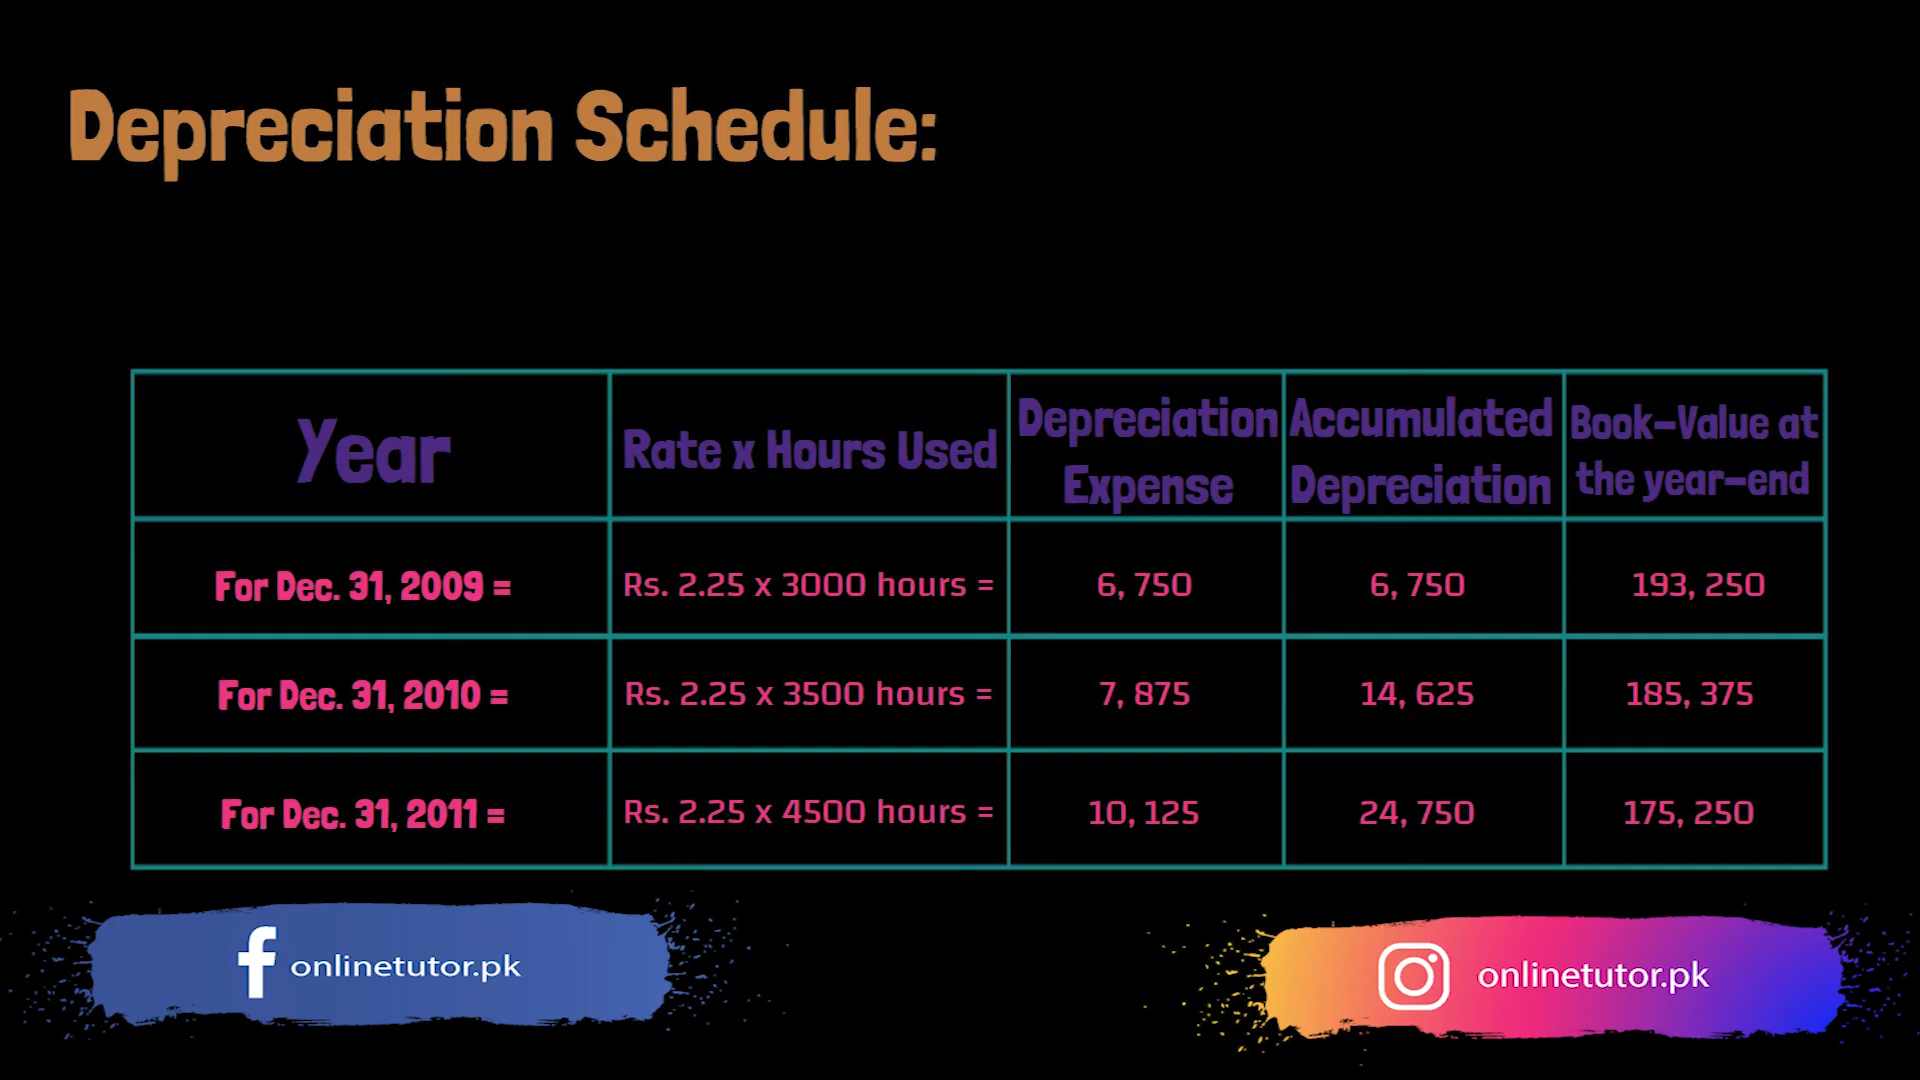 Depreciation Schedule:
Year
Rate x Hours Used
Depreciation
Expense
Accumulated
Depreciation
Book-Value at
the year-end
For Dec. 31, 2009 =
Rs. 2.25 x 3000 hours =
6, 750
6, 750
193, 250
For Dec. 31, 2010 =
Rs. 2.25 x 3500 hours =
7, 875
14, 625
185, 375
For Dec. 31, 2011 =
Rs. 2.25 x 4500 hours =
10, 125
24, 750
175, 250
onlinetutor.pk
onlinetutor.pk